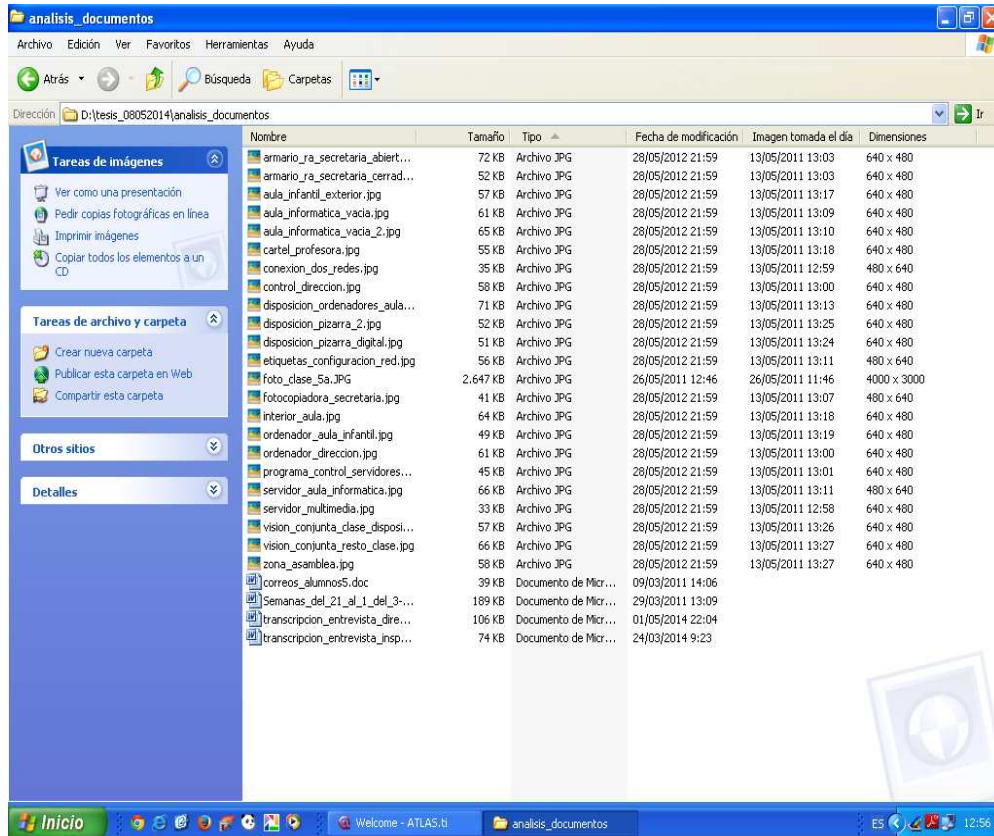 analisis_documentos
Archivo Edición Ver Favoritos Herramientas Ayuda
Atrás Búsqueda Carpetas
Dirección D:\tesis_08052014\analisis_documentos Ir
Tareas de imágenes
Ver como una presentación
Pedir copias fotográficas en línea
Imprimir imágenes
Copiar todos los elementos a un
CD
Tareas de archivo y carpeta
Crear nueva carpeta
Publicar esta carpeta en Web
Compartir esta carpeta
Otros sitios
Detalles
Nombre Tamaño Tipo Fecha de modificación Imagen tomada el día Dimensiones
armario_ra_secretaria_abiert... 72 KB Archivo JPG 28/05/2012 21:59 13/05/2011 13:03 640 x 480
armario_ra_secretaria_cerrad... 52 KB Archivo JPG 28/05/2012 21:59 13/05/2011 13:03 640 x 480
aula_infantil_exterior.jpg 57 KB Archivo JPG 28/05/2012 21:59 13/05/2011 13:17 640 x 480
aula_informatica_vacia.jpg 61 KB Archivo JPG 28/05/2012 21:59 13/05/2011 13:09 640 x 480
aula_informatica_vacia_2.jpg 65 KB Archivo JPG 28/05/2012 21:59 13/05/2011 13:10 640 x 480
cartel_profesora.jpg 55 KB Archivo JPG 28/05/2012 21:59 13/05/2011 13:18 640 x 480
conexion_dos_redes.jpg 35 KB Archivo JPG 28/05/2012 21:59 13/05/2011 12:59 480 x 640
control_direccion.jpg 58 KB Archivo JPG 28/05/2012 21:59 13/05/2011 13:00 640 x 480
disposicion_ordenadores_aula... 71 KB Archivo JPG 28/05/2012 21:59 13/05/2011 13:13 640 x 480
disposicion_pizarra_2.jpg 52 KB Archivo JPG 28/05/2012 21:59 13/05/2011 13:25 640 x 480
disposicion_pizarra_digital.jpg 51 KB Archivo JPG 28/05/2012 21:59 13/05/2011 13:24 640 x 480
etiquetas_configuracion_red.jpg 56 KB Archivo JPG 28/05/2012 21:59 13/05/2011 13:11 480 x 640
foto_clase_5a.JPG 2.647 KB Archivo JPG 26/05/2011 12:46 26/05/2011 11:46 4000 x 3000
fotocopiadora_secretaria.jpg 41 KB Archivo JPG 28/05/2012 21:59 13/05/2011 13:07 480 x 640
interior_aula.jpg 64 KB Archivo JPG 28/05/2012 21:59 13/05/2011 13:18 640 x 480
ordenador_aula_infantil.jpg 49 KB Archivo JPG 28/05/2012 21:59 13/05/2011 13:19 640 x 480
ordenador_direccion.jpg 61 KB Archivo JPG 28/05/2012 21:59 13/05/2011 13:00 640 x 480
programa_control_servidores... 45 KB Archivo JPG 28/05/2012 21:59 13/05/2011 13:01 640 x 480
servidor_aula_informatica.jpg 66 KB Archivo JPG 28/05/2012 21:59 13/05/2011 13:11 480 x 640
servidor_multimedia.jpg 33 KB Archivo JPG 28/05/2012 21:59 13/05/2011 12:58 640 x 480
vision_conjunta_clase_disposi... 57 KB Archivo JPG 28/05/2012 21:59 13/05/2011 13:26 640 x 480
vision_conjunta_resto_clase.jpg 66 KB Archivo JPG 28/05/2012 21:59 13/05/2011 13:27 640 x 480
zona_asamblea.jpg 58 KB Archivo JPG 28/05/2012 21:59 13/05/2011 13:27 640 x 480
correos_alumnos5.doc 39 KB Documento de Micr... 09/03/2011 14:06
Semanas_del_21_al_1_del_3-... 189 KB Documento de Micr... 29/03/2011 13:09
transcripcion_entrevista_dire... 106 KB Documento de Micr... 01/05/2014 22:04
transcripcion_entrevista_insp... 74 KB Documento de Micr... 24/03/2014 9:23
Inicio Welcome - ATLAS.ti analisis_documentos ES 12:56